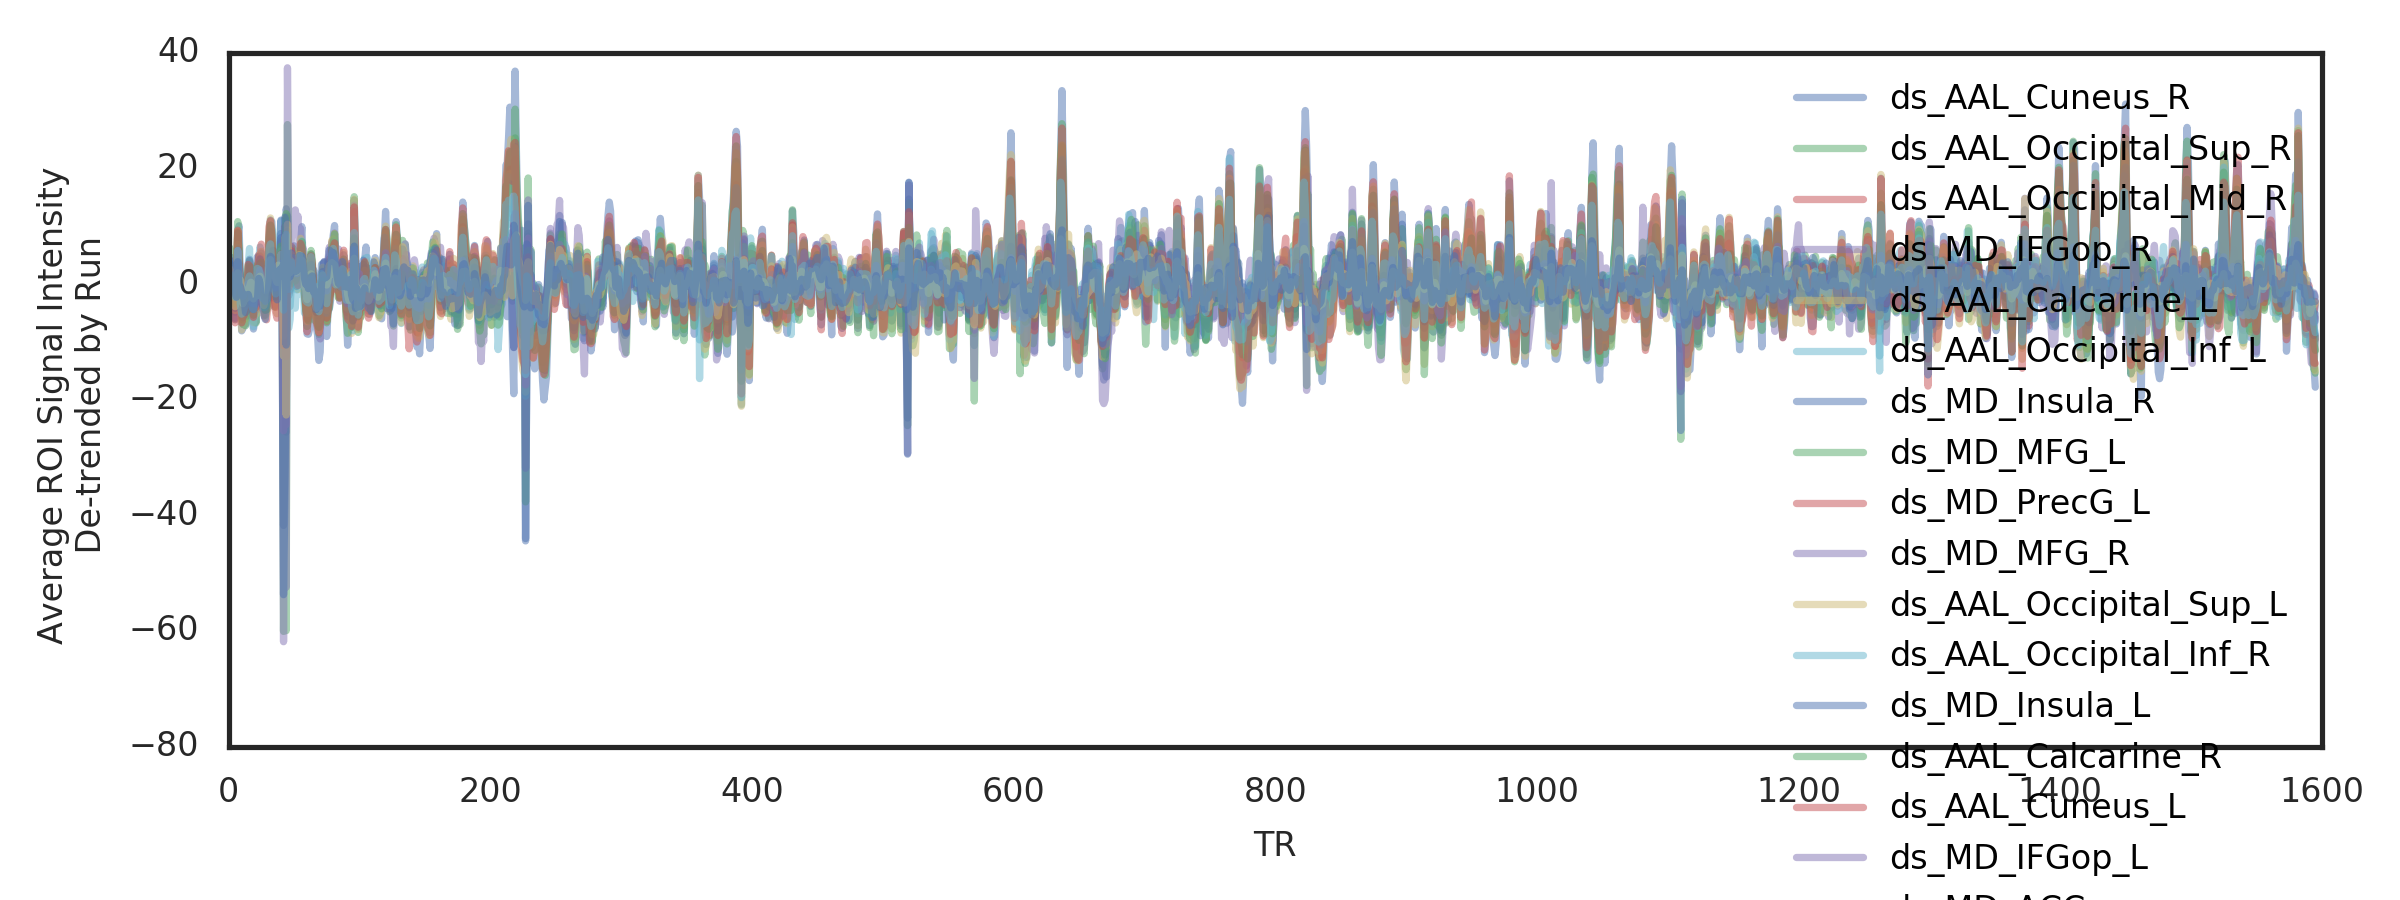 Average ROI Signal Intensity
De-trended by Run
40
20
0
−20
−40
−60
−80
0
200
400
600
800
1000
1200
1400
1600
TR
ds_AAL_Cuneus_R
ds_AAL_Occipital_Sup_R
ds_AAL_Occipital_Mid_R
ds_MD_IFGop_R
ds_AAL_Calcarine_L
ds_AAL_Occipital_Inf_L
ds_MD_Insula_R
ds_MD_MFG_L
ds_MD_PrecG_L
ds_MD_MFG_R
ds_AAL_Occipital_Sup_L
ds_AAL_Occipital_Inf_R
ds_MD_Insula_L
ds_AAL_Calcarine_R
ds_AAL_Cuneus_L
ds_MD_IFGop_L